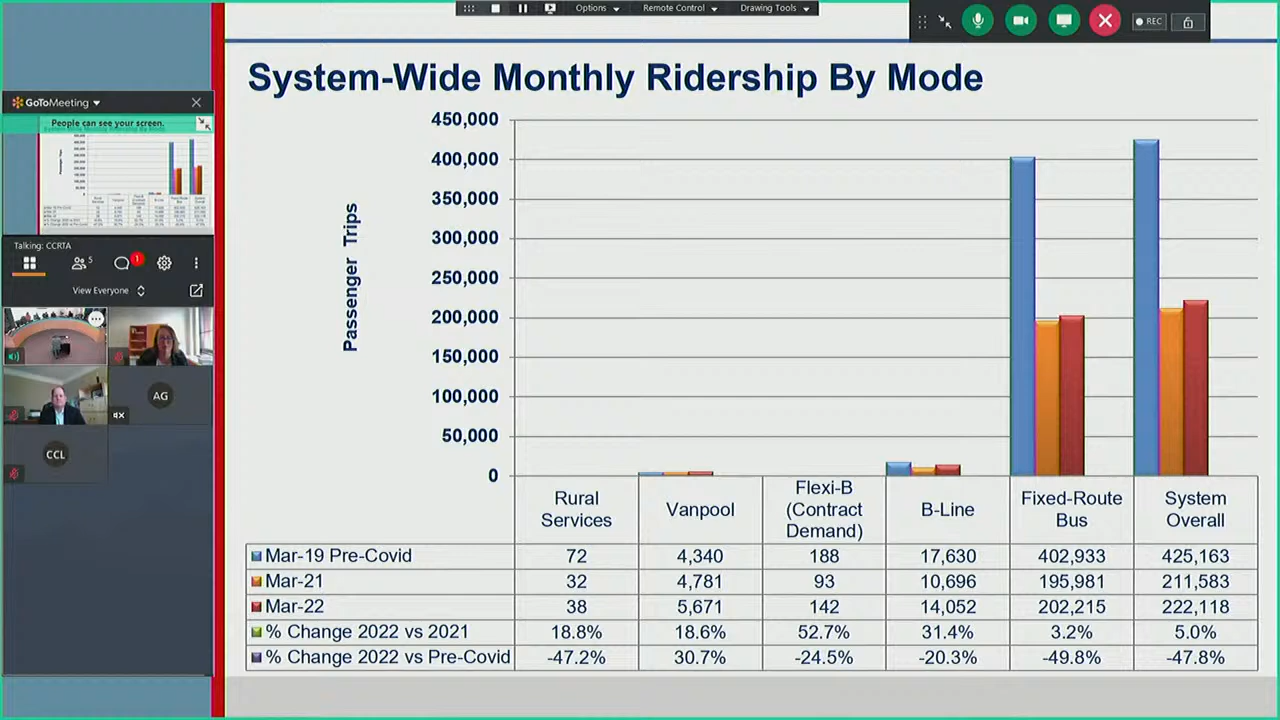 Options
Remote Control
Drawing Tools
REC
System-Wide Monthly Ridership By Mode
GoToMeeting
People can see your screen.
Talking: CCRTA
5
1
View Everyone
AG
CCL
Passenger Trips
450,000
400,000
350,000
300,000
250,000
200,000
150,000
100,000
50,000
0
Rural Services
Vanpool
Flexi-B (Contract Demand)
B-Line
Fixed-Route Bus
System Overall
Mar-19 Pre-Covid 72 4,340 188 17,630 402,933 425,163
Mar-21 32 4,781 93 10,696 195,981 211,583
Mar-22 38 5,671 142 14,052 202,215 222,118
% Change 2022 vs 2021 18.8% 18.6% 52.7% 31.4% 3.2% 5.0%
% Change 2022 vs Pre-Covid -47.2% 30.7% -24.5% -20.3% -49.8% -47.8%